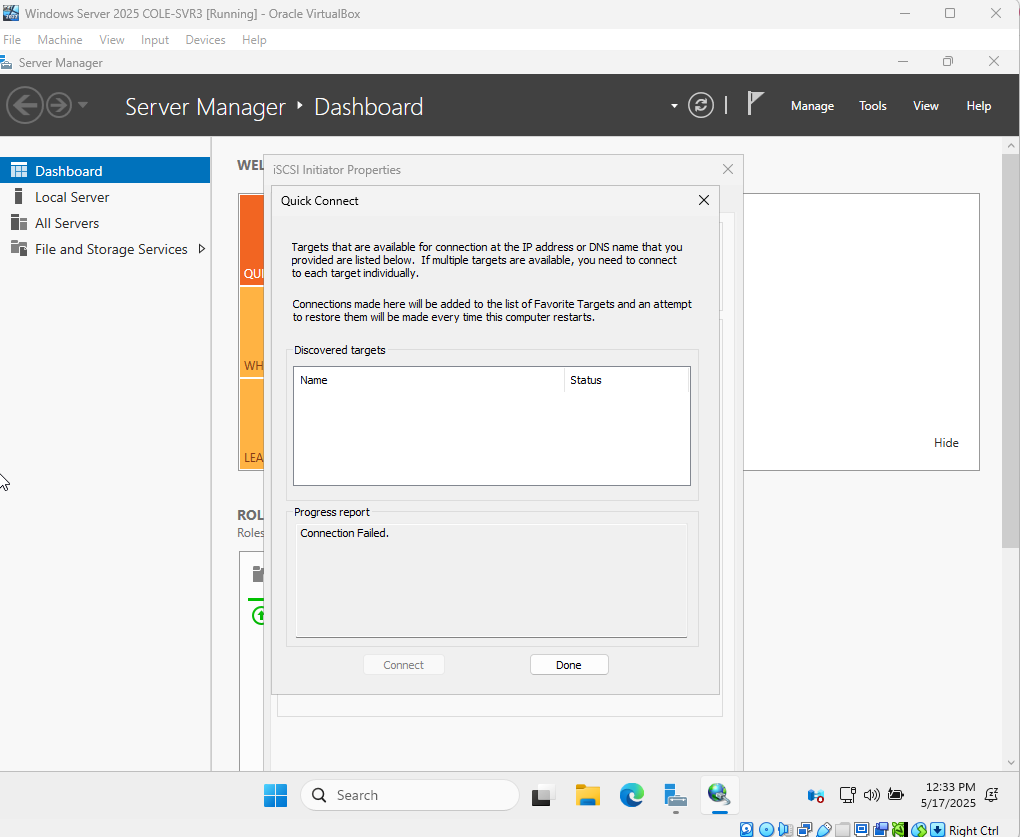 Windows Server 2025 COLE-SVR3 [Running] - Oracle VirtualBox
File Machine View Input Devices Help
Server Manager
Server Manager Dashboard
Manage Tools View Help
Dashboard
Local Server
All Servers
File and Storage Services
WEL
iSCSI Initiator Properties
Quick Connect
Targets that are available for connection at the IP address or DNS name that you
provided are listed below. If multiple targets are available, you need to connect
to each target individually.
QUI
Connections made here will be added to the list of Favorite Targets and an attempt
to restore them will be made every time this computer restarts.
Discovered targets
WH
Name Status
Hide
LEA
ROL
Roles
Progress report
Connection Failed.
Connect Done
Search
12:33 PM
5/17/2025
Right Ctrl